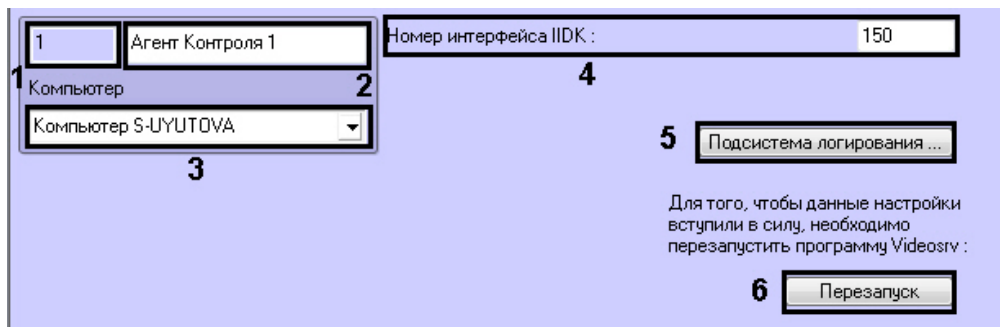 1 Агент Контроля 1 Номер интерфейса IIDK : 150
1 2 4
Компьютер
Компьютер S-UYUTOVA
3
5 Подсистема логирования ...
Для того, чтобы данные настройки
вступили в силу, необходимо
перезапустить программу Videosrv :
6 Перезапуск